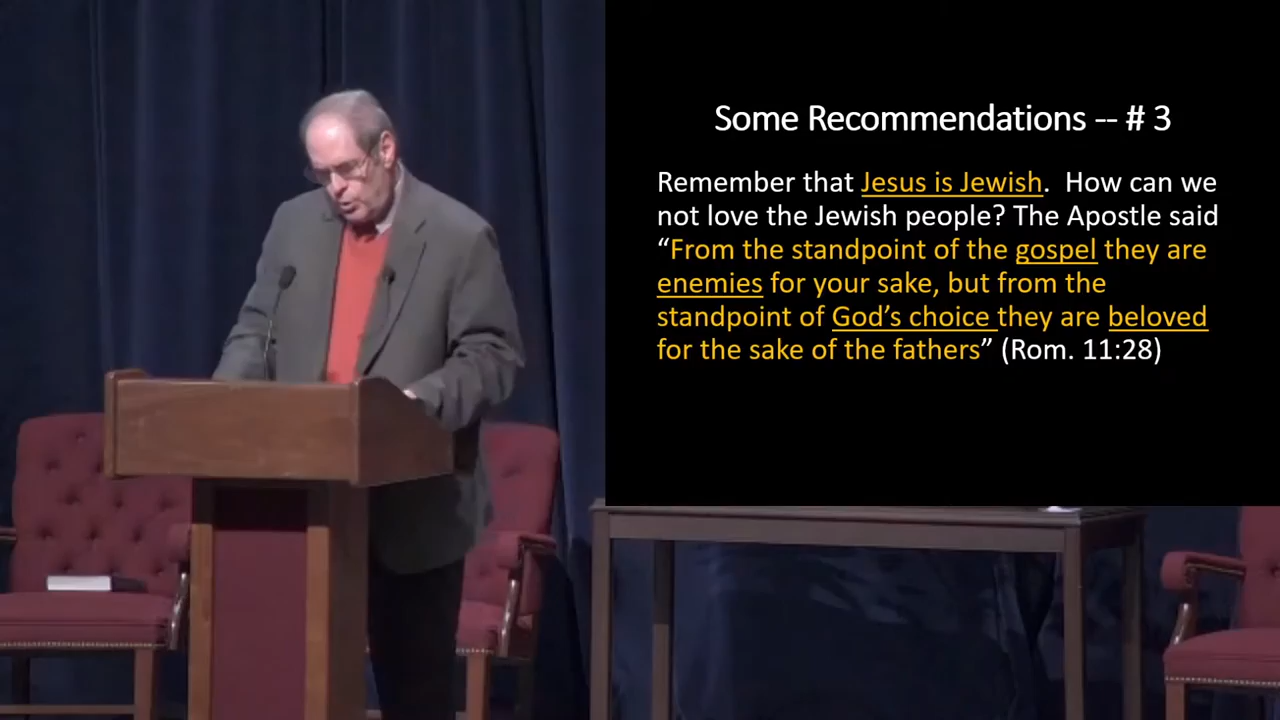 Some Recommendations -- # 3
Remember that Jesus is Jewish.  How can we
not love the Jewish people? The Apostle said
“From the standpoint of the gospel they are
enemies for your sake, but from the
standpoint of God’s choice they are beloved
for the sake of the fathers” (Rom. 11:28)